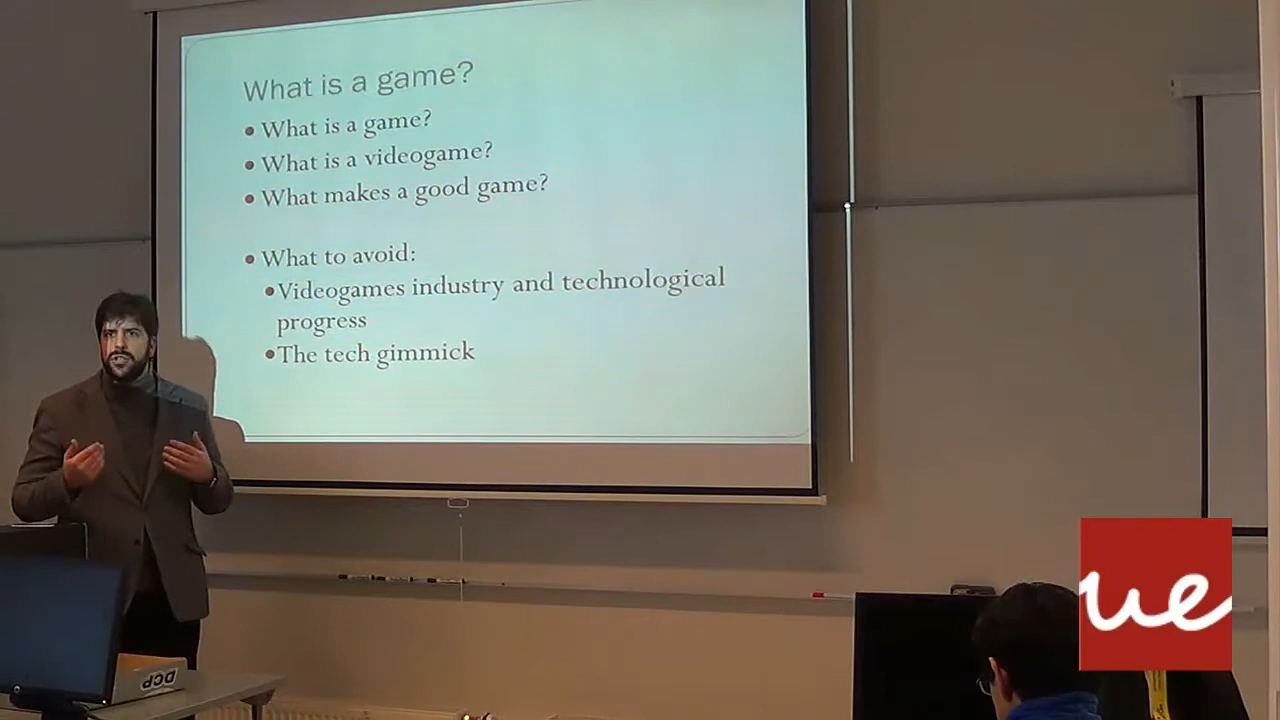 What is a game?
• What is a game?
• What is a videogame?
• What makes a good game?
• What to avoid:
• Videogames industry and technological
progress
• The tech gimmick
DCP
ue